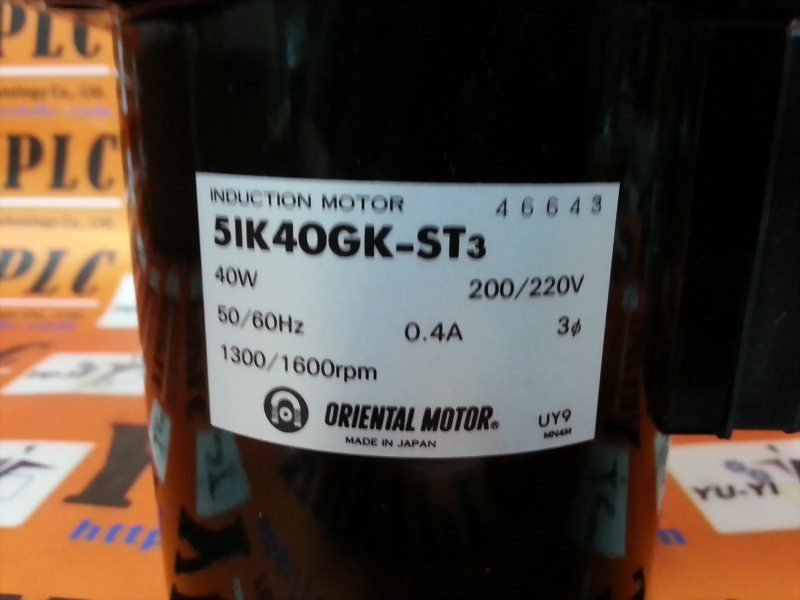 PLC
PLC
PLC
INDUCTION MOTOR 46643
5IK40GK-ST3
40W 200/220V
50/60Hz 0.4A 3ϕ
1300/1600rpm
ORIENTAL MOTOR® UY9
MADE IN JAPAN MN4M
YU-YI
http